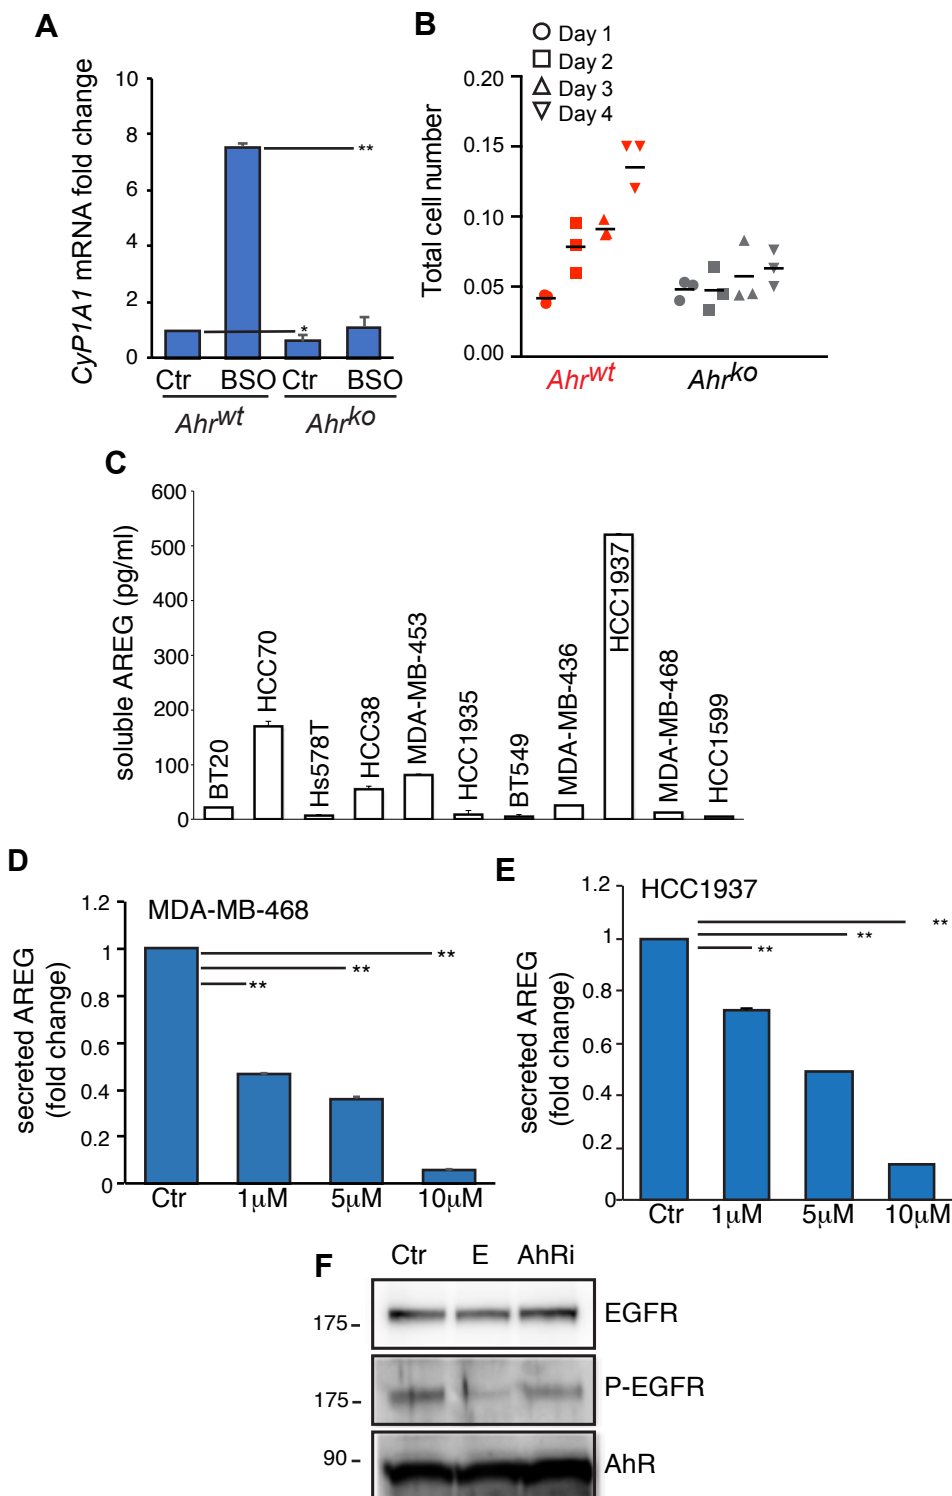 A
CyP1A1 mRNA fold change
10
8
6
4
2
0
**
*
Ctr BSO Ctr BSO
Ahrwt Ahrko
B
Day 1
Day 2
Day 3
Day 4
Total cell number
0.20
0.15
0.10
0.05
0.00
Ahrwt Ahrko
C
soluble AREG (pg/ml)
600
500
400
300
200
100
0
BT20
HCC70
Hs578T
HCC38
MDA-MB-453
HCC1935
BT549
MDA-MB-436
HCC1937
MDA-MB-468
HCC1599
D
MDA-MB-468
secreted AREG
(fold change)
1.2
1
0.8
0.6
0.4
0.2
0
**
**
**
Ctr 1µM 5µM 10µM
E
HCC1937
secreted AREG
(fold change)
1.2
1
0.8
0.6
0.4
0.2
0
**
**
**
Ctr 1µM 5µM 10µM
F
Ctr E AhRi
175 EGFR
175 P-EGFR
90 AhR